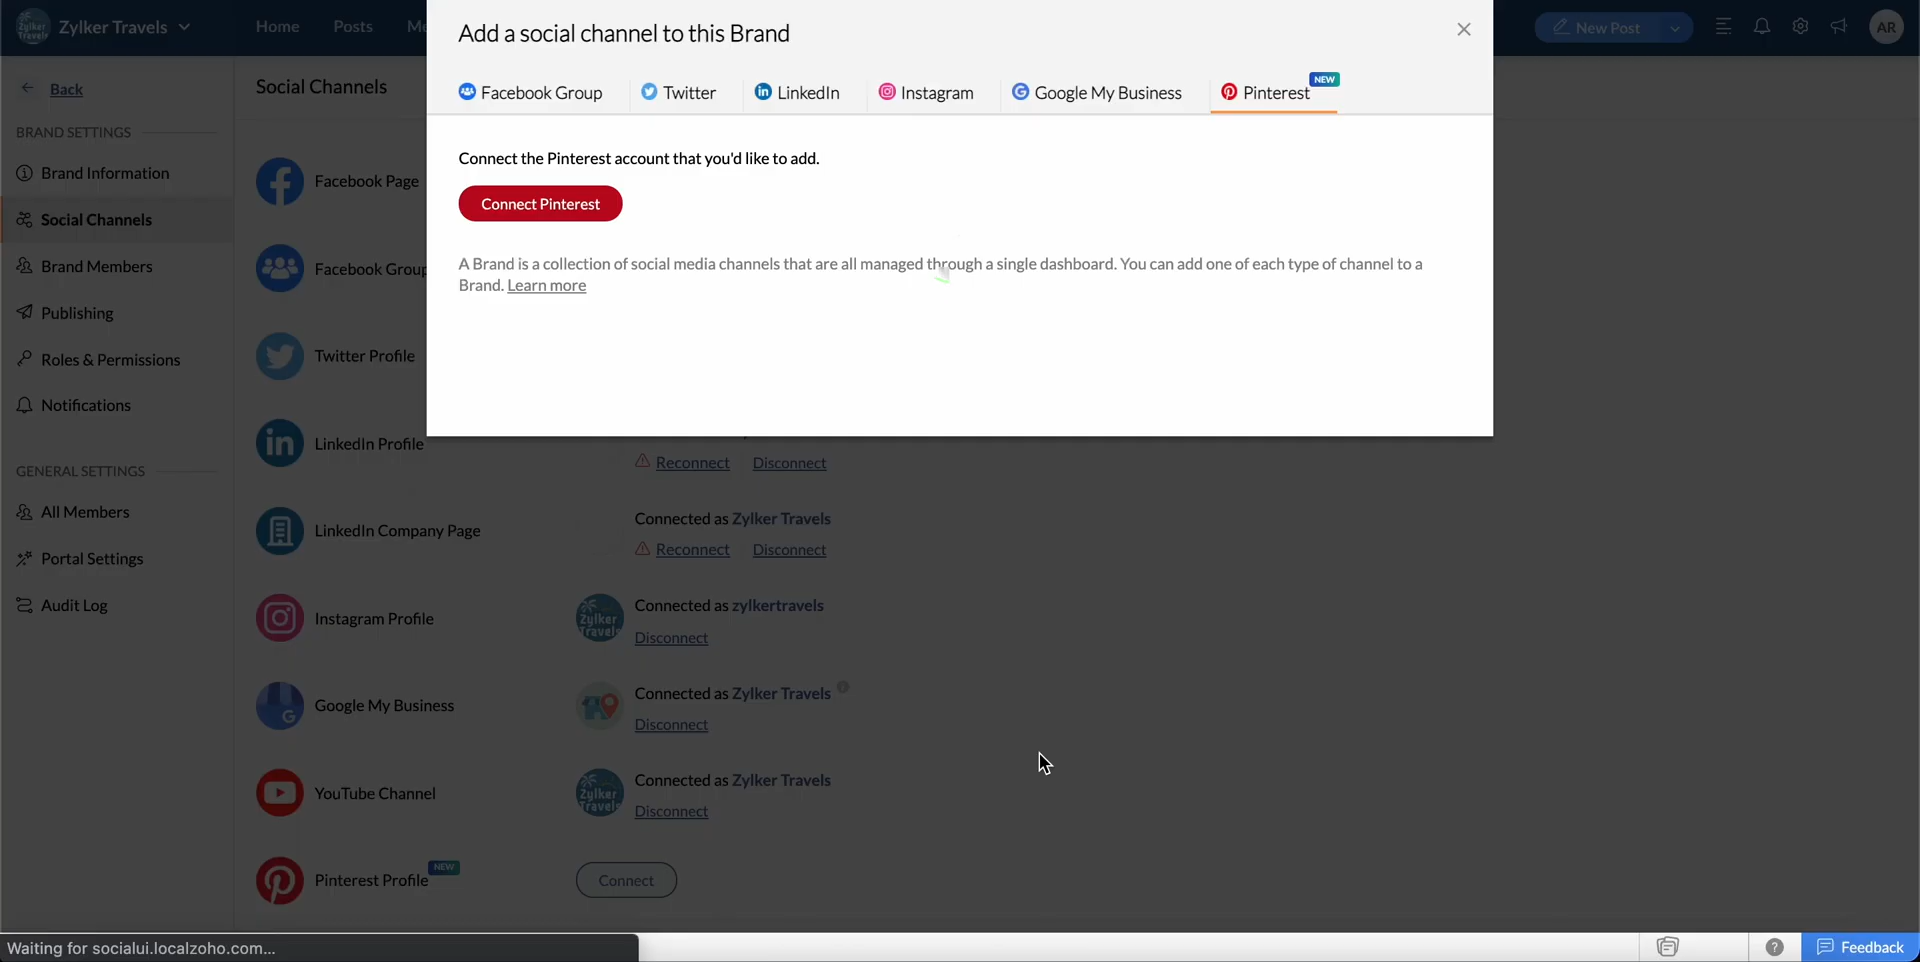 Zylker Travels
Home
Posts
Add a social channel to this Brand
New Post
AR
Back
Social Channels
Facebook Group
Twitter
LinkedIn
Instagram
Google My Business
Pinterest
NEW
BRAND SETTINGS
Brand Information
Social Channels
Brand Members
Publishing
Roles & Permissions
Notifications
GENERAL SETTINGS
All Members
Portal Settings
Audit Log
Connect the Pinterest account that you'd like to add.
Connect Pinterest
A Brand is a collection of social media channels that are all managed through a single dashboard. You can add one of each type of channel to a
Brand. Learn more
Facebook Page
Facebook Group
Twitter Profile
LinkedIn Profile
Reconnect
Disconnect
LinkedIn Company Page
Connected as Zylker Travels
Reconnect
Disconnect
Instagram Profile
Zylker
Travels
Connected as zylkertravels
Disconnect
Google My Business
Connected as Zylker Travels
Disconnect
YouTube Channel
Zylker
Travels
Connected as Zylker Travels
Disconnect
Pinterest Profile
NEW
Connect
Waiting for socialui.localzoho.com...
Feedback